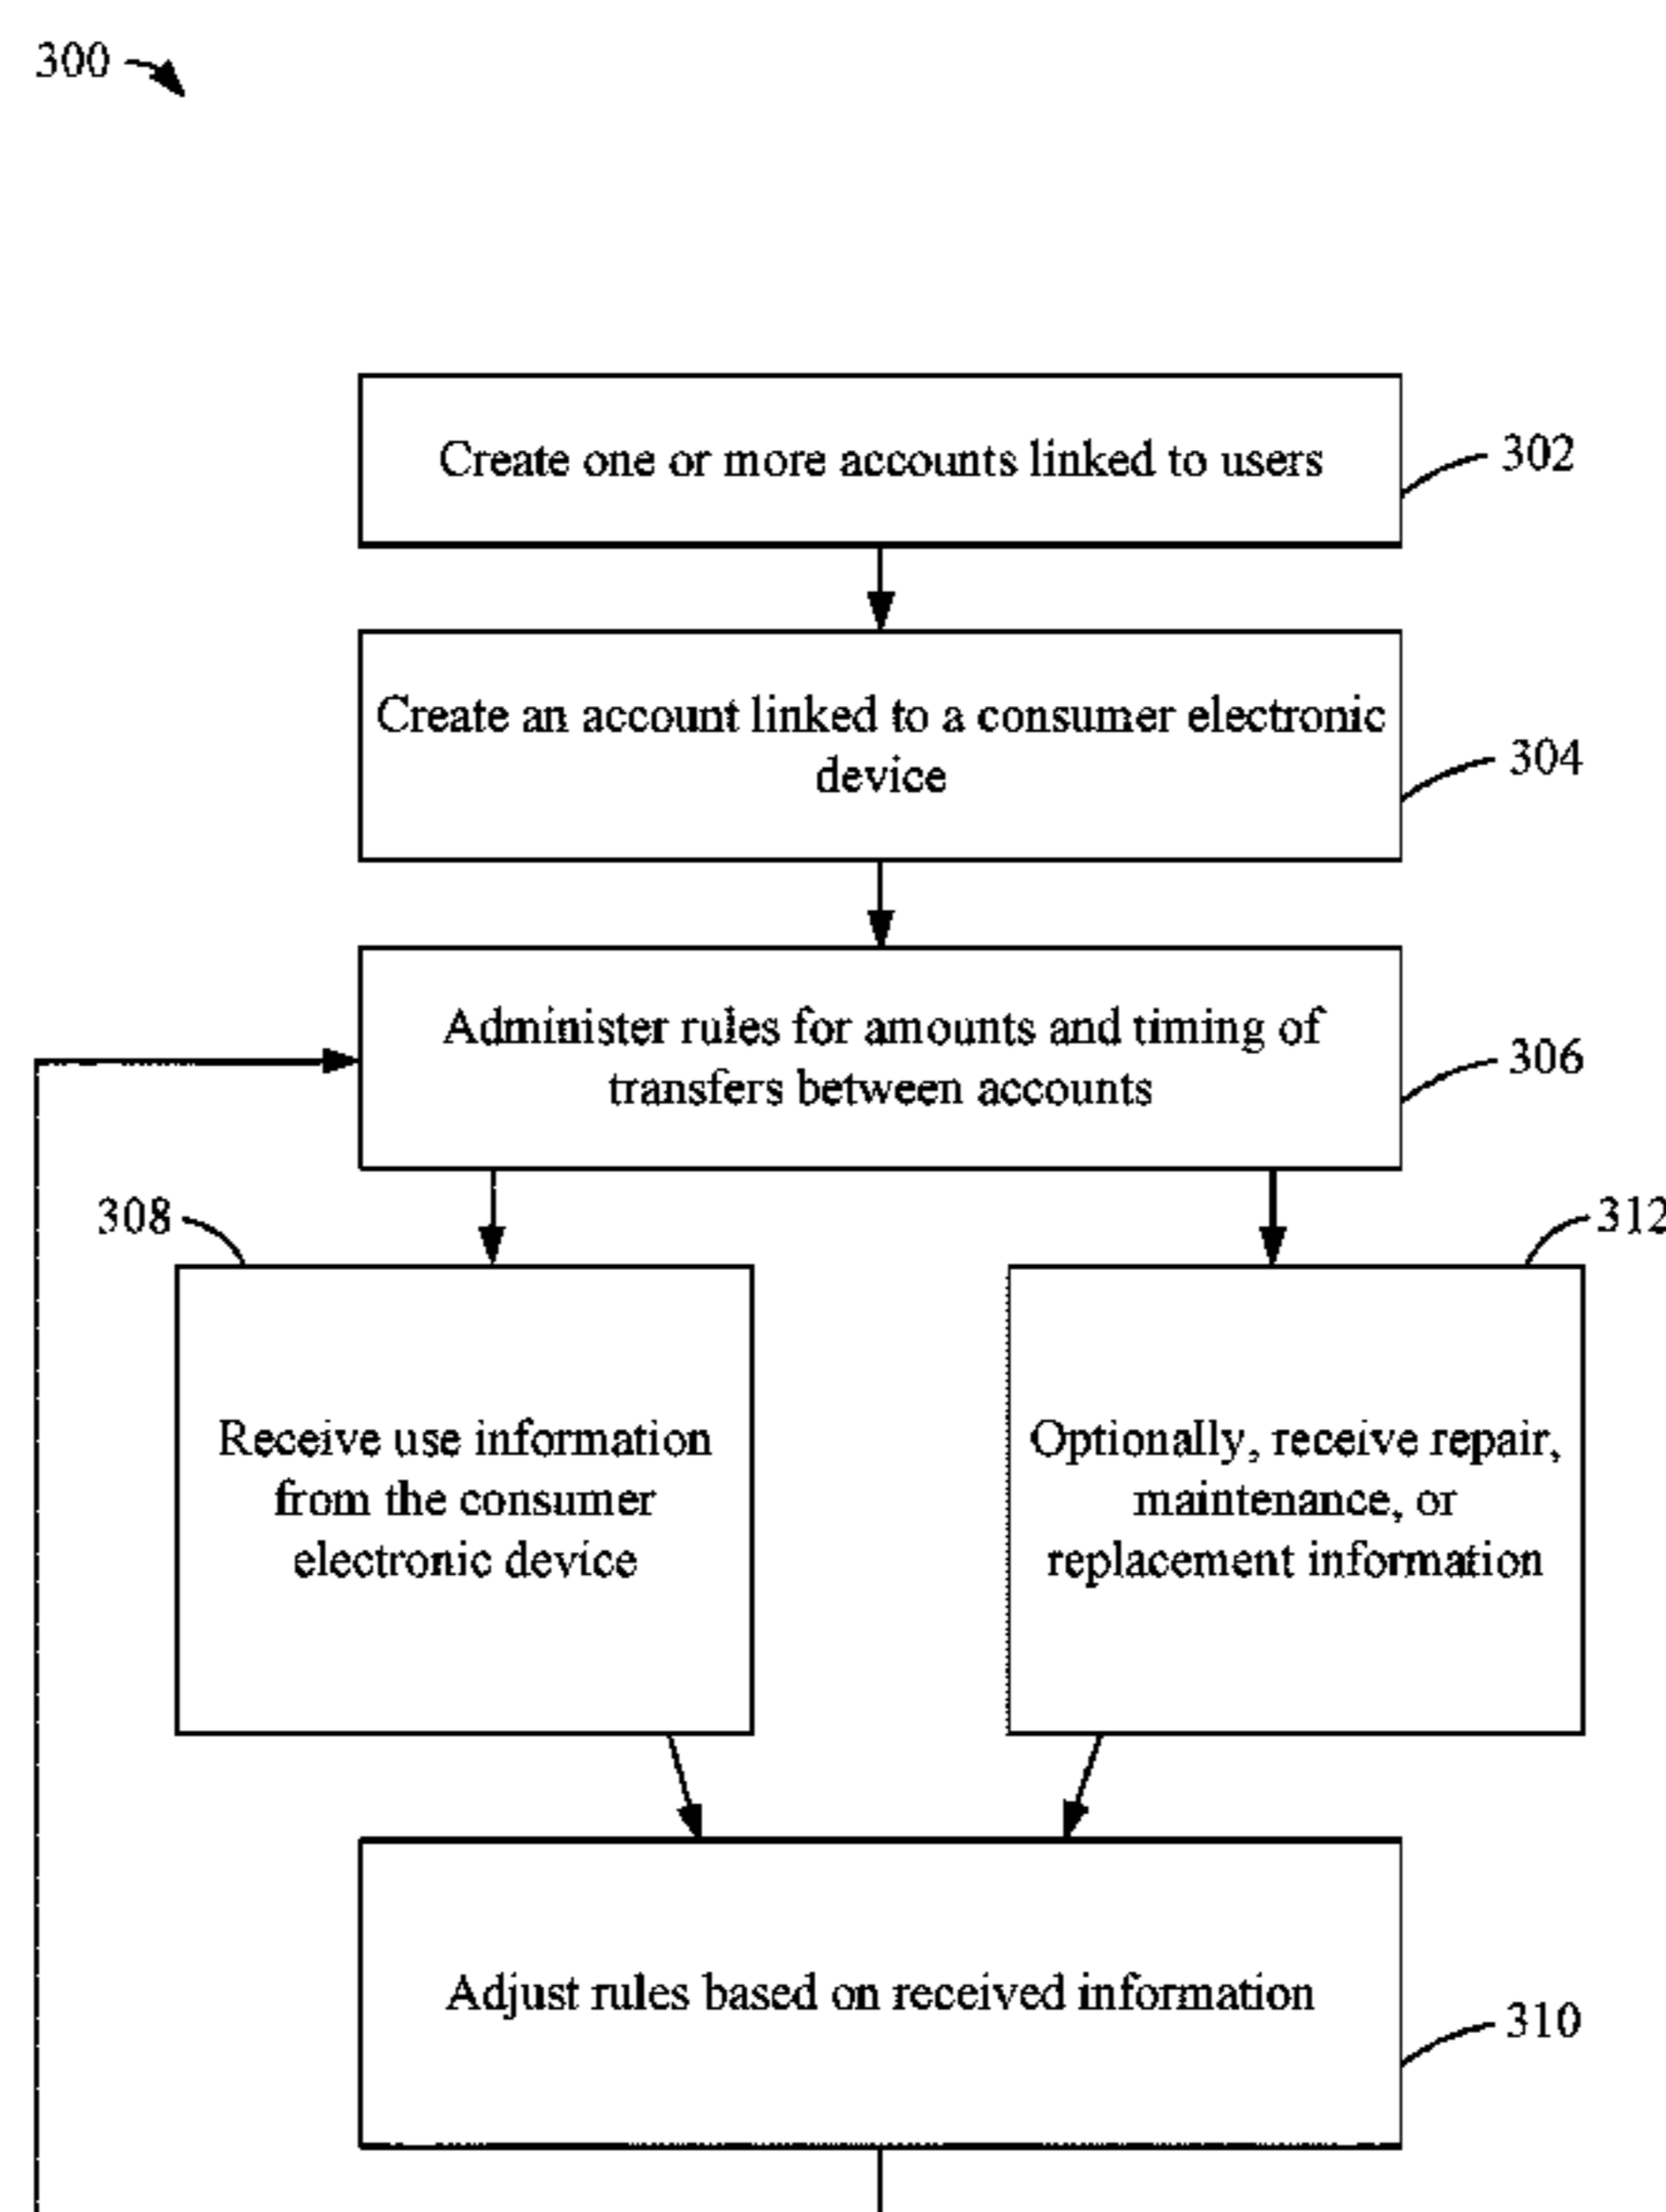 300
Create one or more accounts linked to users
302
Create an account linked to a consumer electronic
device
304
Administer rules for amounts and timing of
transfers between accounts
306
308
312
Receive use information
from the consumer
electronic device
Optionally, receive repair,
maintenance, or
replacement information
Adjust rules based on received information
310